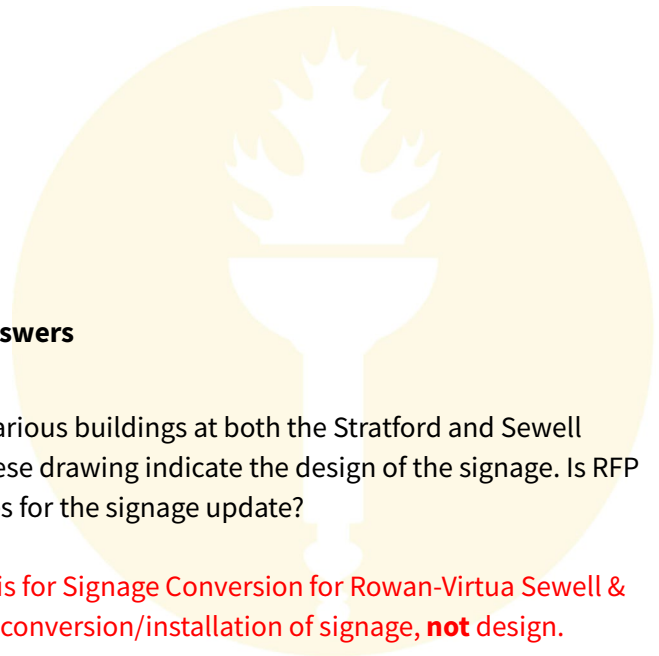 swers
arious buildings at both the Stratford and Sewell
ese drawing indicate the design of the signage. Is RFP
s for the signage update?
is for Signage Conversion for Rowan-Virtua Sewell &
conversion/installation of signage, not design.